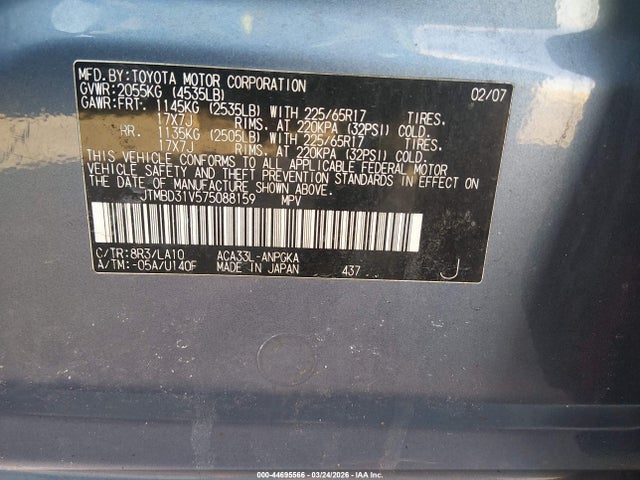 MFD. BY: TOYOTA MOTOR CORPORATION 02/07
GVWR: 2055KG (4535LB)
GAWR: FRT. 1145KG (2535LB) WITH 225/65R17 TIRES.
17X7J RIMS. AT 220KPA (32PSI) COLD.
RR. 1135KG (2505LB) WITH 225/65R17 TIRES.
17X7J RIMS. AT 220KPA (32PSI) COLD.
THIS VEHICLE CONFORMS TO ALL APPLICABLE FEDERAL MOTOR
VEHICLE SAFETY AND THEFT PREVENTION STANDARDS IN EFFECT
ON THE DATE OF MANUFACTURE SHOWN ABOVE.
JTMBD31V575088159 MPV
C/TR: 8R3/LA10 ACA33L-ANPGKA
A/TM: -05A/U140F MADE IN JAPAN 437 J
000-44695566 - 03/24/2026 - IAA Inc.